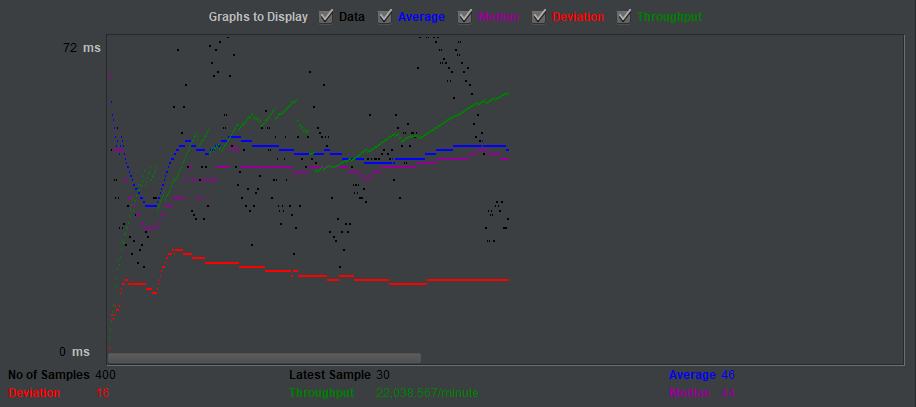 Graphs to Display Data Average Median Deviation Throughput
72 ms
0 ms
No of Samples 400 Latest Sample 30 Average 46
Deviation 16 Throughput 22,038.567/minute Median 44